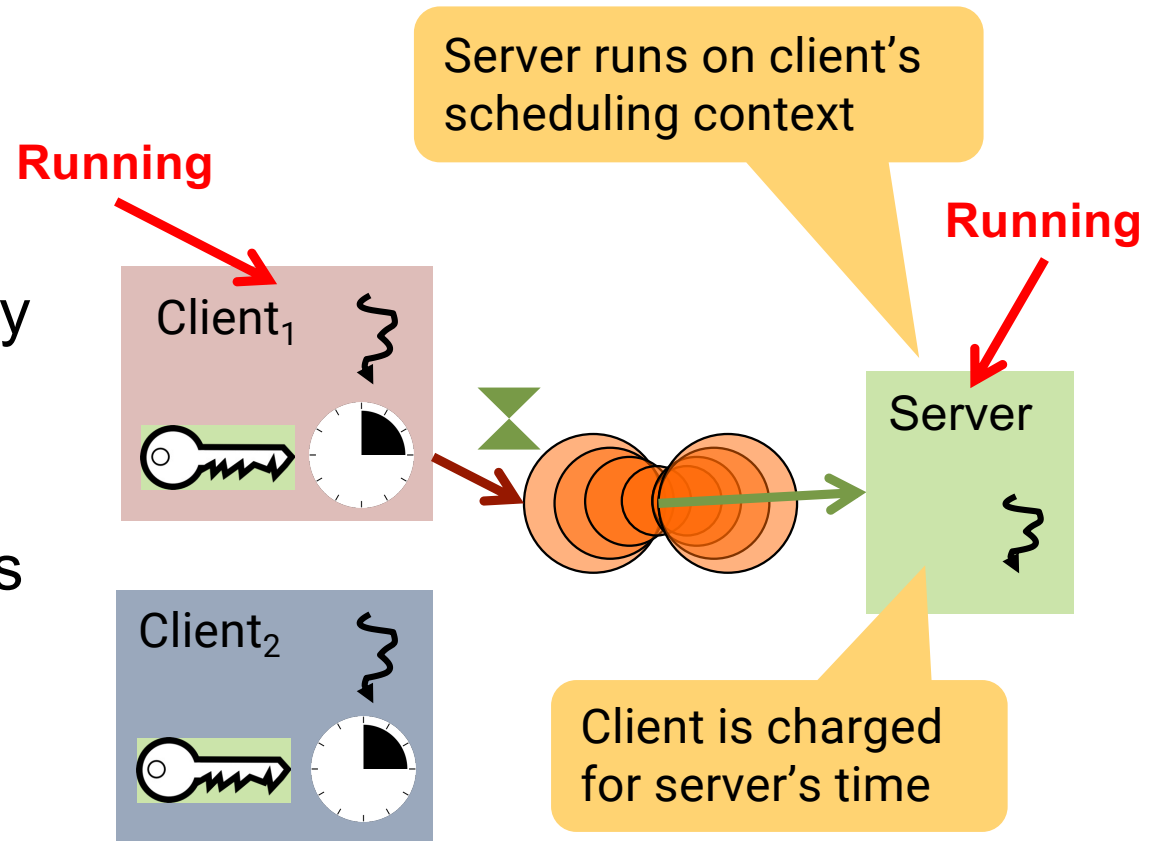 Server runs on client’s
scheduling context
Running
Running
y
Client₁
Server
s
Client₂
Client is charged
for server’s time